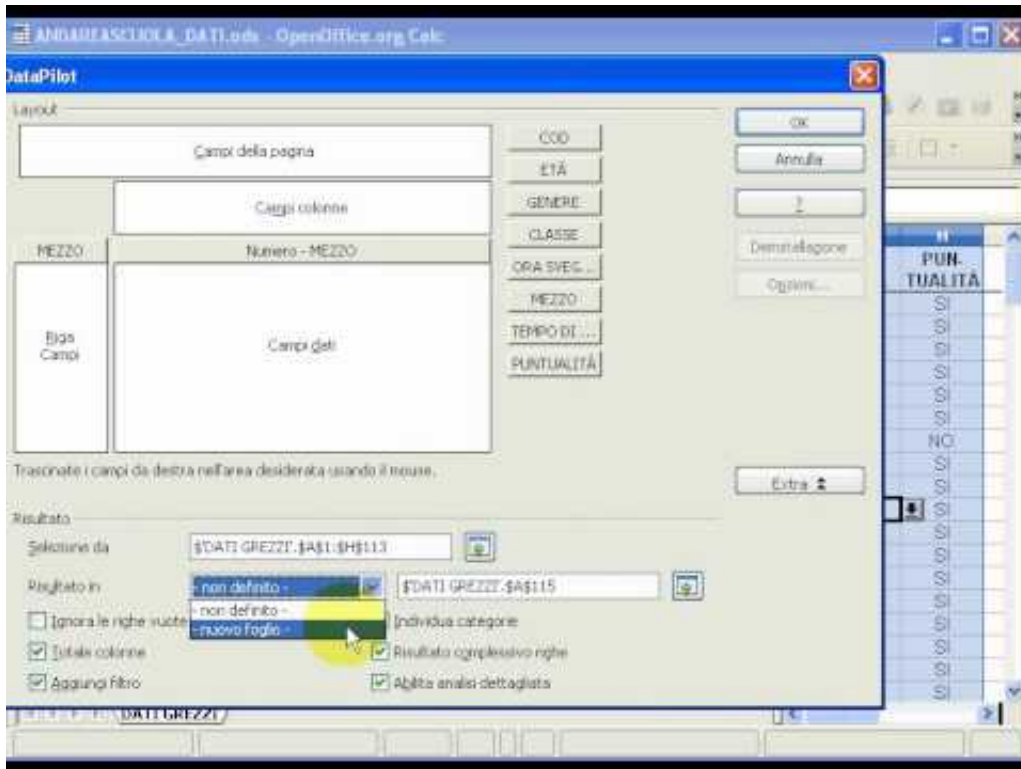 ANDAREASCUOLA_DATI.ods - OpenOffice.org Calc
DataPilot
Layout
Campi della pagina
Campi colonne
MEZZO
Numero - MEZZO
Riga
Campi
Campi dati
COD
ETÀ
GENERE
CLASSE
ORA SVEG...
MEZZO
TEMPO DI ...
PUNTUALITÀ
OK
Annulla
?
Deinstallazione
Opzioni...
Extra
Trascinate i campi da destra nell'area desiderata usando il mouse.
Risultato
Selezione da
$'DATI GREZZI'.$A$1:$H$113
Risultato in
- non definito -
$'DATI GREZZI'.$A$115
- non definito -
- nuovo foglio -
Ignora le righe vuote
Individua categorie
Totale colonne
Risultato complessivo righe
Aggiungi filtro
Abilita analisi dettagliata
DATI GREZZI
H
PUN-
TUALITÀ
SI
SI
SI
SI
SI
SI
NO
SI
SI
SI
SI
SI
SI
SI
SI
SI
SI
SI